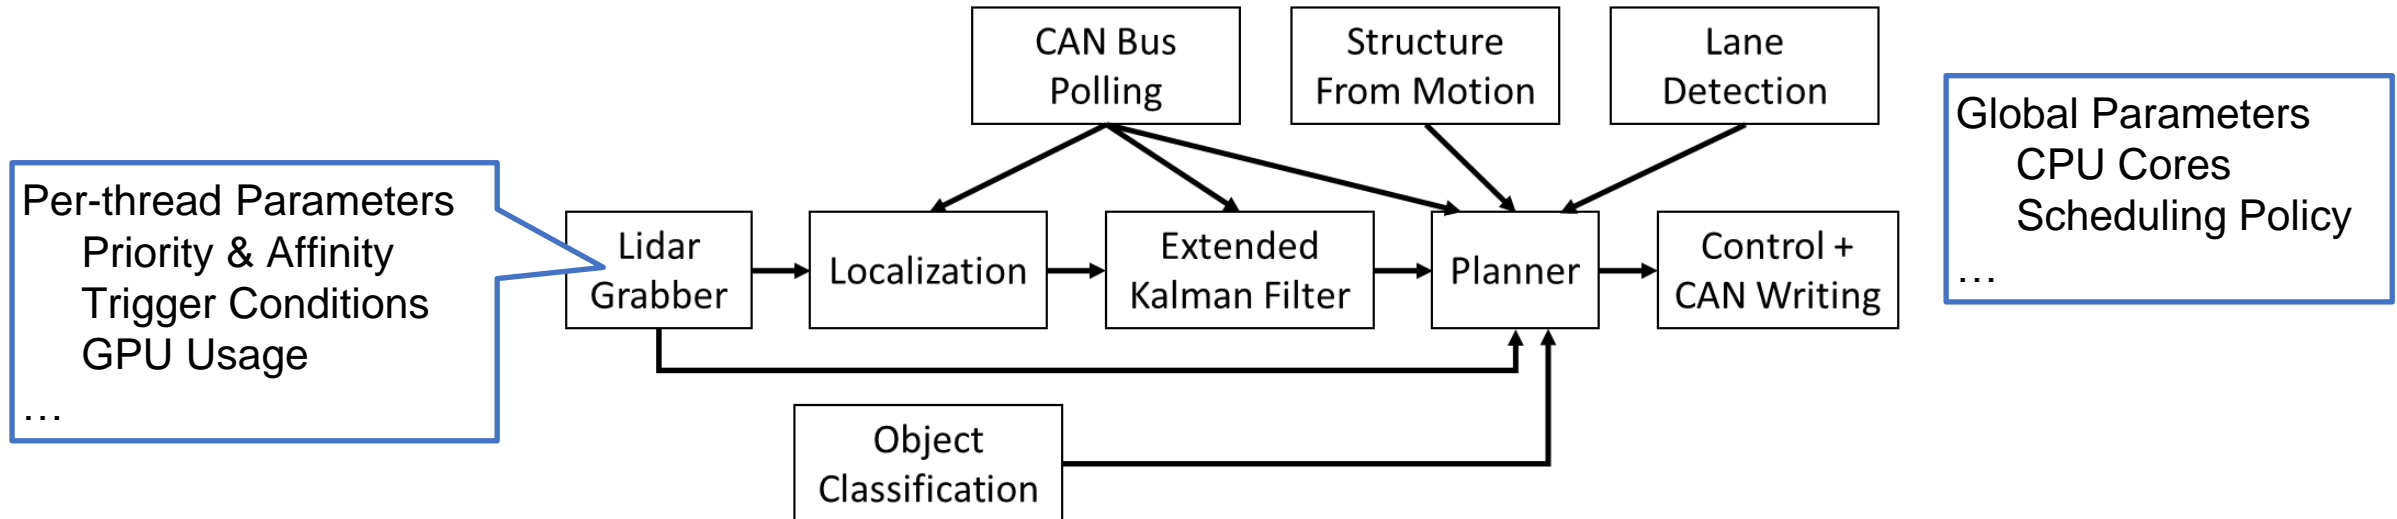 CAN Bus
Polling
Structure
From Motion
Lane
Detection
Per-thread Parameters
Priority & Affinity
Trigger Conditions
GPU Usage
…
Lidar
Grabber
Localization
Extended
Kalman Filter
Planner
Control +
CAN Writing
Global Parameters
CPU Cores
Scheduling Policy
…
Object
Classification